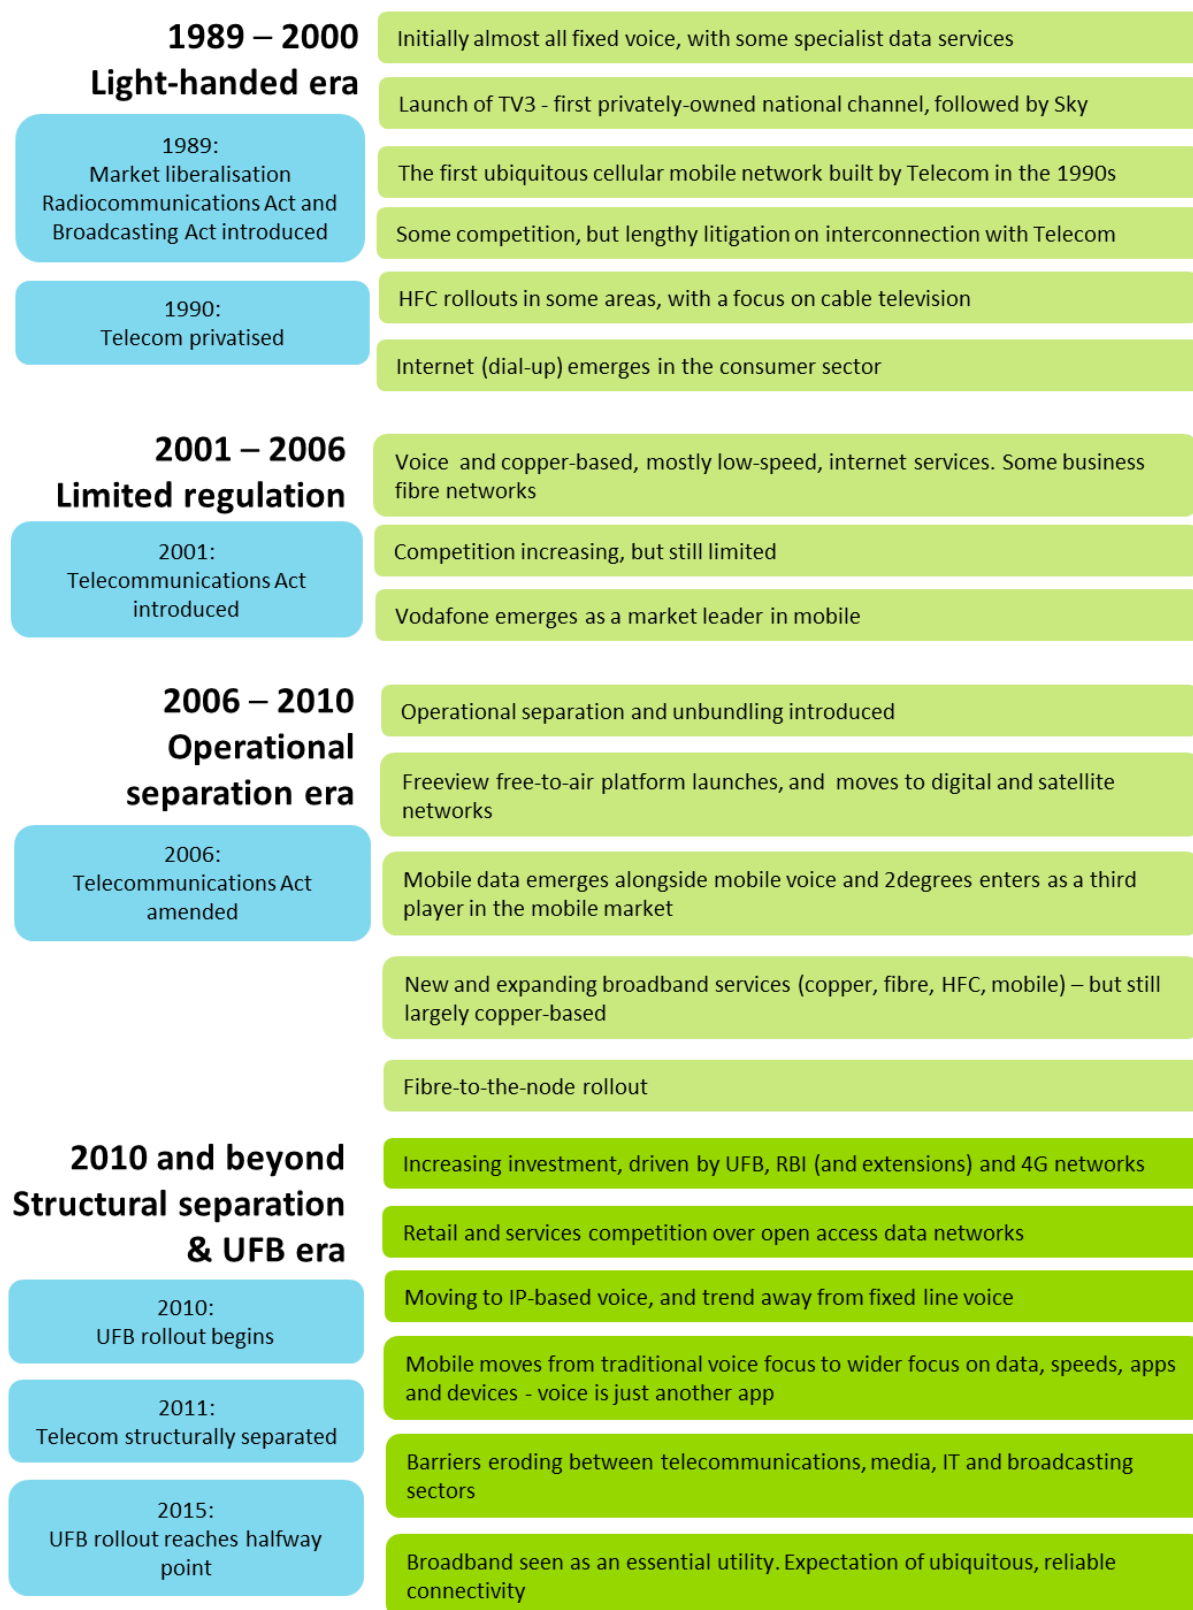 1989 – 2000
Light-handed era
1989:
Market liberalisation
Radiocommunications Act and
Broadcasting Act introduced
1990:
Telecom privatised
Initially almost all fixed voice, with some specialist data services
Launch of TV3 - first privately-owned national channel, followed by Sky
The first ubiquitous cellular mobile network built by Telecom in the 1990s
Some competition, but lengthy litigation on interconnection with Telecom
HFC rollouts in some areas, with a focus on cable television
Internet (dial-up) emerges in the consumer sector
2001 – 2006
Limited regulation
2001:
Telecommunications Act
introduced
Voice and copper-based, mostly low-speed, internet services. Some business
fibre networks
Competition increasing, but still limited
Vodafone emerges as a market leader in mobile
2006 – 2010
Operational
separation era
2006:
Telecommunications Act
amended
Operational separation and unbundling introduced
Freeview free-to-air platform launches, and moves to digital and satellite
networks
Mobile data emerges alongside mobile voice and 2degrees enters as a third
player in the mobile market
New and expanding broadband services (copper, fibre, HFC, mobile) – but still
largely copper-based
Fibre-to-the-node rollout
2010 and beyond
Structural separation
& UFB era
2010:
UFB rollout begins
2011:
Telecom structurally separated
2015:
UFB rollout reaches halfway
point
Increasing investment, driven by UFB, RBI (and extensions) and 4G networks
Retail and services competition over open access data networks
Moving to IP-based voice, and trend away from fixed line voice
Mobile moves from traditional voice focus to wider focus on data, speeds, apps
and devices - voice is just another app
Barriers eroding between telecommunications, media, IT and broadcasting
sectors
Broadband seen as an essential utility. Expectation of ubiquitous, reliable
connectivity